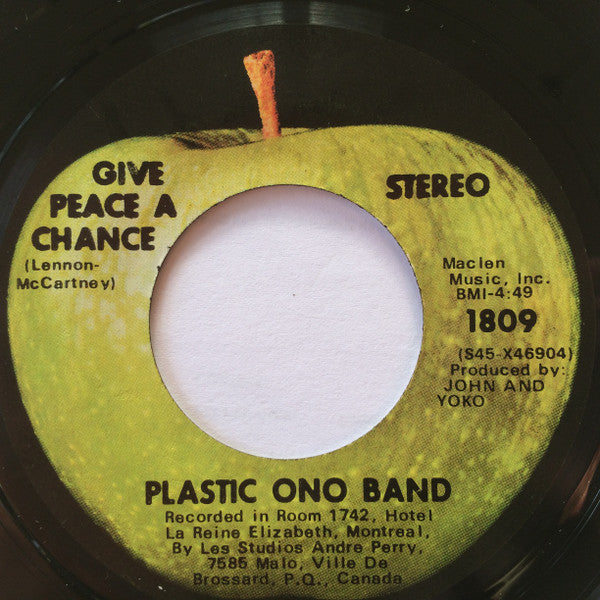 GIVE
PEACE A
CHANCE
(Lennon-
McCartney)
STEREO
Maclen
Music, Inc.
BMI-4:49
1809
(S45-X46904)
Produced by:
JOHN AND
YOKO
PLASTIC ONO BAND
Recorded in Room 1742, Hotel
La Reine Elizabeth, Montreal,
By Les Studios Andre Perry,
7585 Malo, Ville De
Brossard, P.Q., Canada